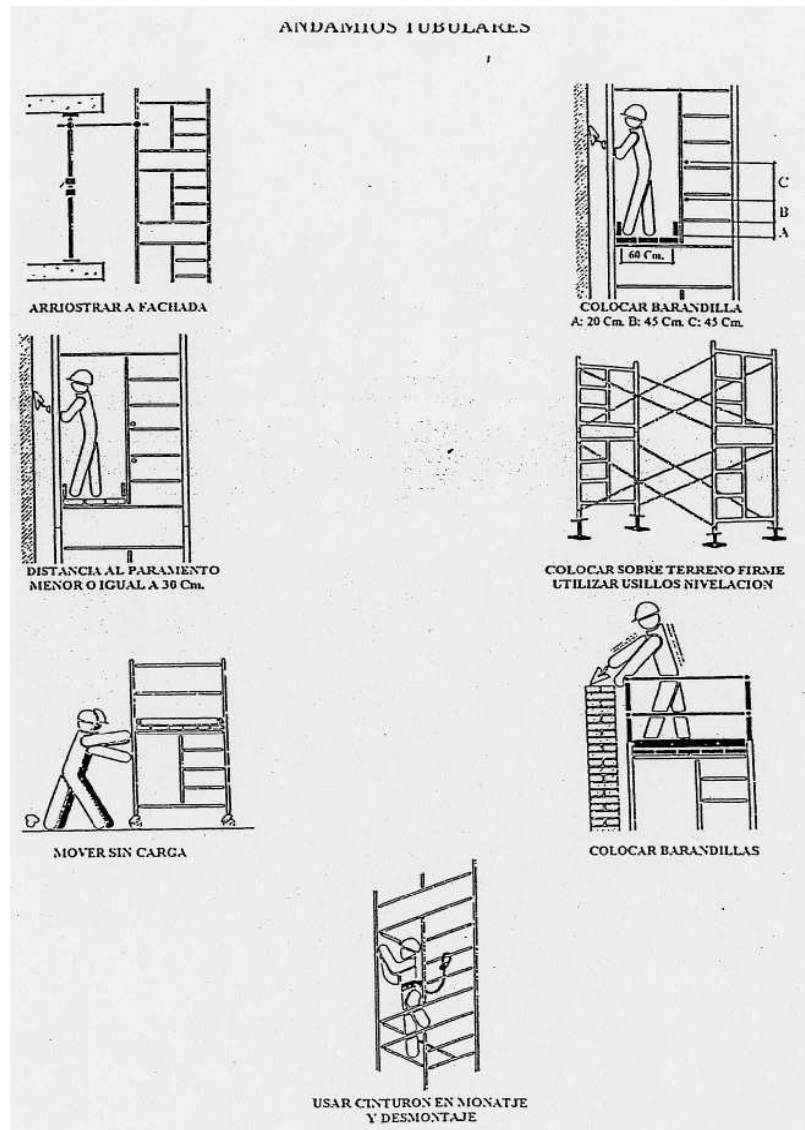 ANDAMIOS TUBULARES
ARRIOSTRAR A FACHADA
C
B
A
60 Cm.
COLOCAR BARANDILLA
A: 20 Cm. B: 45 Cm. C: 45 Cm.
DISTANCIA AL PARAMENTO
MENOR O IGUAL A 30 Cm.
COLOCAR SOBRE TERRENO FIRME
UTILIZAR USILLOS NIVELACION
MOVER SIN CARGA
COLOCAR BARANDILLAS
USAR CINTURON EN MONATJE
Y DESMONTAJE